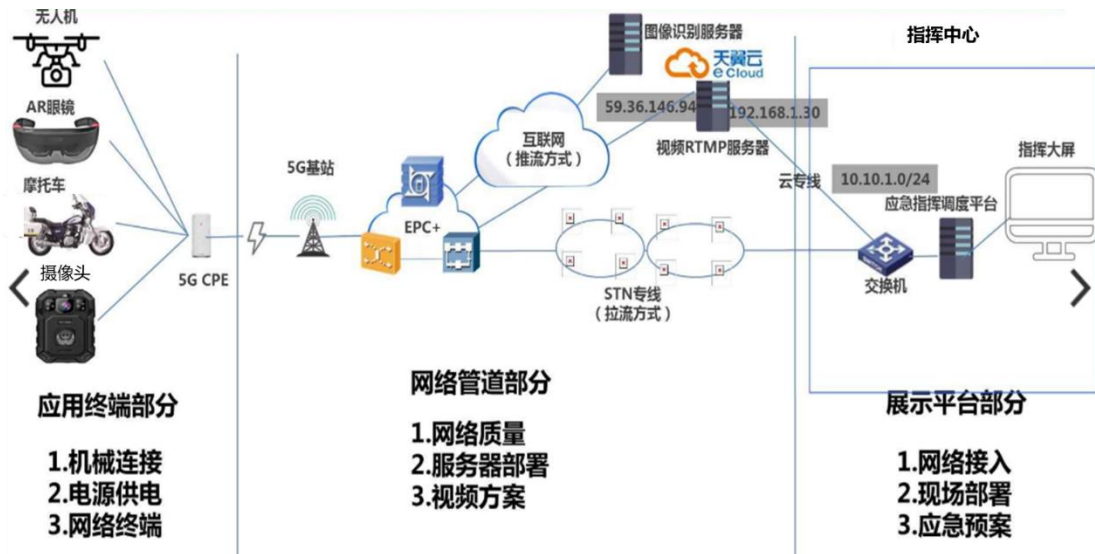 无人机
AR眼镜
摩托车
摄像头
5G CPE
5G基站
EPC+
互联网
（推流方式）
图像识别服务器
天翼云
e Cloud
59.36.146.94
192.168.1.30
视频RTMP服务器
云专线
STN专线
（拉流方式）
指挥中心
10.10.1.0/24
应急指挥调度平台
指挥大屏
交换机
应用终端部分
1.机械连接
2.电源供电
3.网络终端
网络管道部分
1.网络质量
2.服务器部署
3.视频方案
展示平台部分
1.网络接入
2.现场部署
3.应急预案